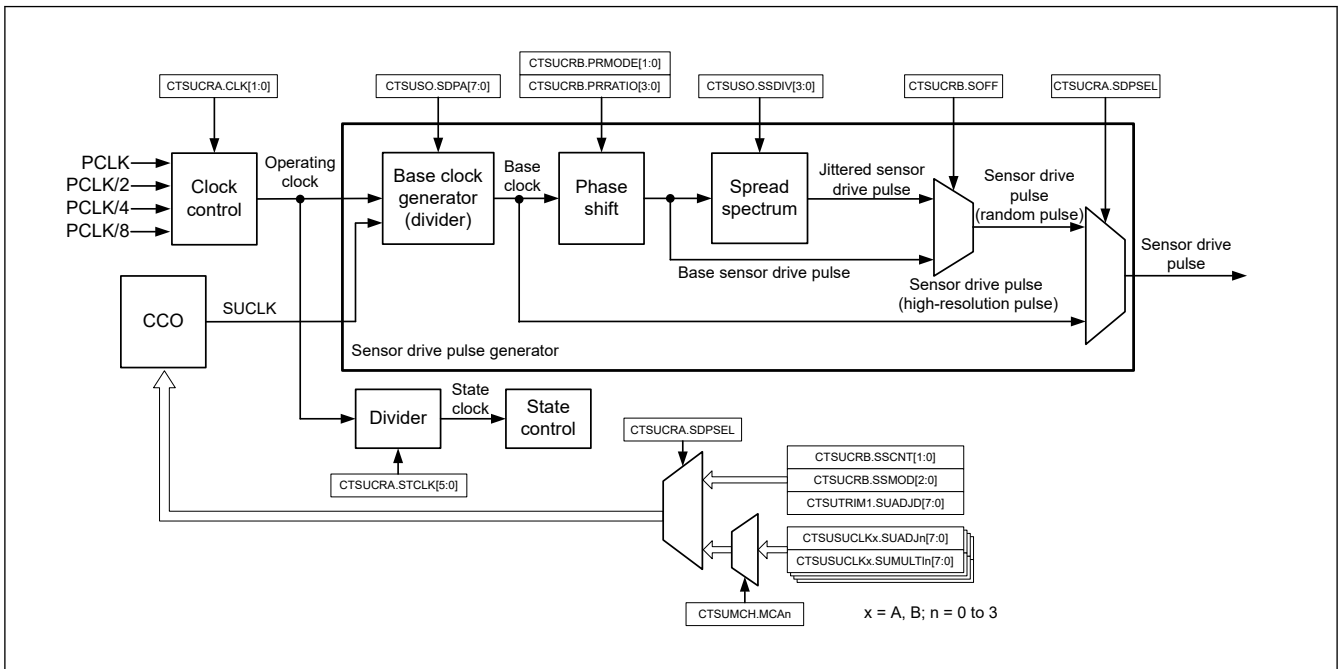 CTSUCRB.PRMODE[1:0]
CTSUCRA.CLK[1:0]
CTSUSO.SDPA[7:0]
CTSUCRB.PRRATIO[3:0]
CTSUSO.SSDIV[3:0]
CTSUCRB.SOFF
CTSUCRA.SDPSEL
PCLK
PCLK/2
PCLK/4
PCLK/8
Clock
control
Operating
clock
Base clock
generator
(divider)
Base
clock
Phase
shift
Spread
spectrum
Jittered sensor
drive pulse
Sensor drive
pulse
(random pulse)
Sensor drive
pulse
Base sensor drive pulse
Sensor drive pulse
(high-resolution pulse)
CCO
SUCLK
Sensor drive pulse generator
Divider
State
clock
State
control
CTSUCRA.STCLK[5:0]
CTSUCRA.SDPSEL
CTSUCRB.SSCNT[1:0]
CTSUCRB.SSMOD[2:0]
CTSUTRIM1.SUADJD[7:0]
CTSUSUCLKx.SUADJn[7:0]
CTSUSUCLKx.SUMULTIn[7:0]
CTSUMCH.MCAn
x = A, B; n = 0 to 3